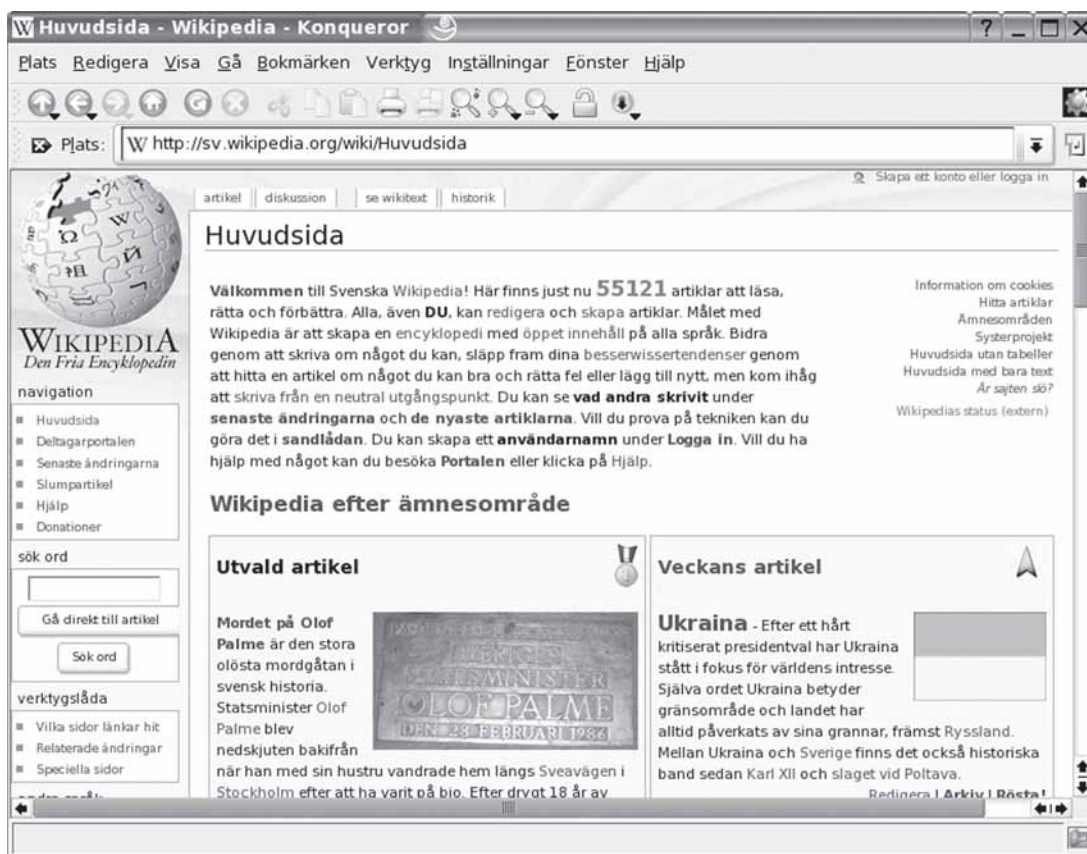 Huvudsida - Wikipedia - Konqueror
Plats Redigera Visa Gå Bokmärken Verktyg Inställningar Fönster Hjälp
Plats: http://sv.wikipedia.org/wiki/Huvudsida
Skapa ett konto eller logga in
artikel diskussion se wikitext historik
WIKIPEDIA
Den Fria Encyklopedin
navigation
Huvudsida
Deltagarportalen
Senaste ändringarna
Slumpartikel
Hjälp
Donationer
sök ord
Gå direkt till artikel
Sök ord
verktygslåda
Vilka sidor länkar hit
Relaterade ändringar
Speciella sidor
andra språk
Huvudsida
Välkommen till Svenska Wikipedia! Här finns just nu 55121 artiklar att läsa,
rätta och förbättra. Alla, även DU, kan redigera och skapa artiklar. Målet med
Wikipedia är att skapa en encyklopedi med öppet innehåll på alla språk. Bidra
genom att skriva om något du kan, släpp fram dina besserwissertendenser genom
att hitta en artikel om något du kan bra och rätta fel eller lägg till nytt, men kom ihåg
att skriva från en neutral utgångspunkt. Du kan se vad andra skrivit under
senaste ändringarna och de nyaste artiklarna. Vill du prova på tekniken kan du
göra det i sandlådan. Du kan skapa ett användarnamn under Logga in. Vill du ha
hjälp med något kan du besöka Portalen eller klicka på Hjälp.
Information om cookies
Hitta artiklar
Ämnesområden
Systerprojekt
Huvudsida utan tabeller
Huvudsida med bara text
Är sajten slö?
Wikipedias status (extern)
Wikipedia efter ämnesområde
Utvald artikel
Mordet på Olof
Palme är den stora
olösta mordgåtan i
svensk historia.
Statsminister Olof
Palme blev
nedskjuten bakifrån
när han med sin hustru vandrade hem längs Sveavägen i
Stockholm efter att ha varit på bio. Efter drygt 18 år av
SVERIGES
STATSMINISTER
OLOF PALME
DEN 28 FEBRUARI 1986
Veckans artikel
Ukraina - Efter ett hårt
kritiserat presidentval har Ukraina
stått i fokus för världens intresse.
Själva ordet Ukraina betyder
gränsområde och landet har
alltid påverkats av sina grannar, främst Ryssland.
Mellan Ukraina och Sverige finns det också historiska
band sedan Karl XII och slaget vid Poltava.
Redigera | Arkiv | Rösta!